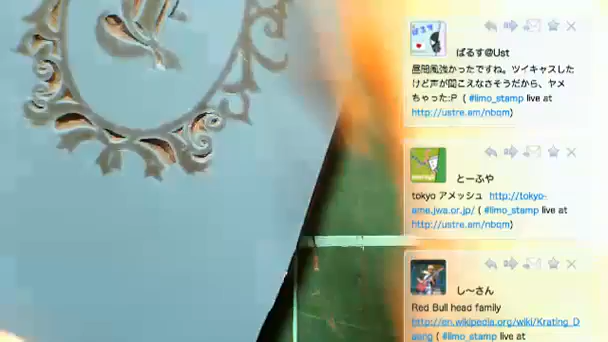 ぱるす@Ust
昼間風強かったですね。ツイキャスした
けど声が聞こえなさそうだから、ヤメ
ちゃった:P ( #limo_stamp live at
http://ustre.am/nbqm)
とーふや
tokyo アメッシュ http://tokyo-
ame.jwa.or.jp/ ( #limo_stamp live at
http://ustre.am/nbqm)
し〜さん
Red Bull head family
http://en.wikipedia.org/wiki/Krating_D
aeng ( #limo_stamp live at